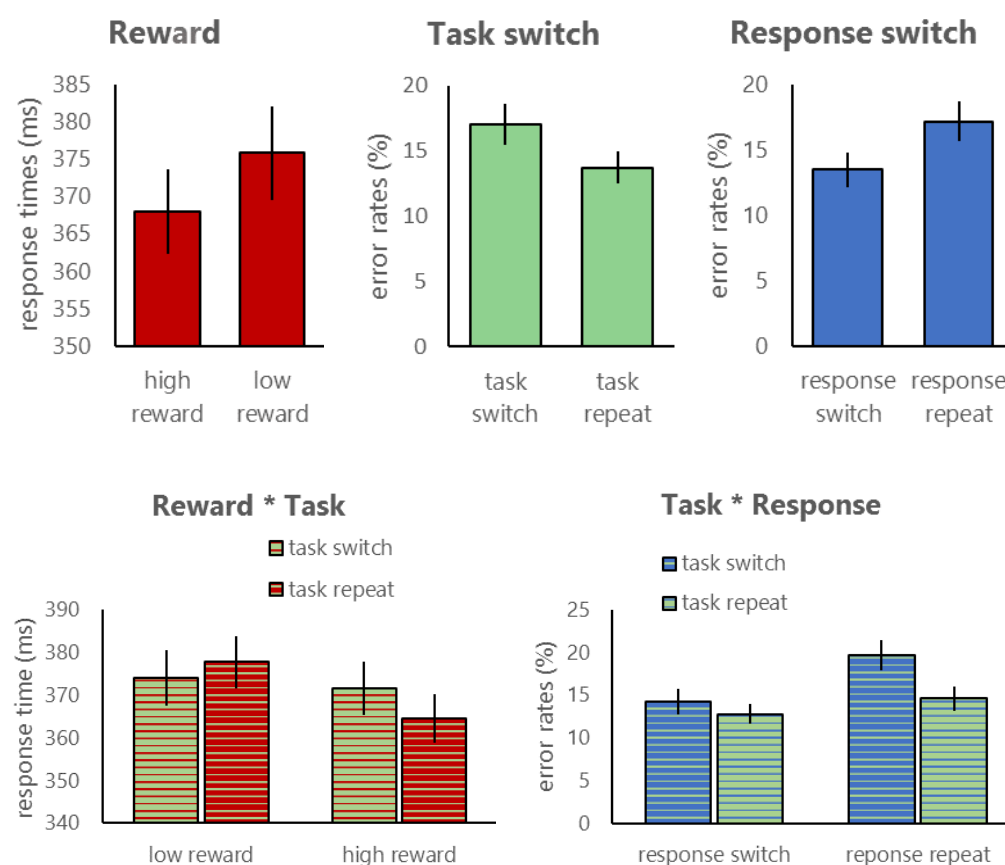 Reward
response times (ms)
385
380
375
370
365
360
355
350
high reward
low reward
Task switch
error rates (%)
20
15
10
5
0
task switch
task repeat
Response switch
error rates (%)
20
15
10
5
0
response switch
response repeat
Reward * Task
task switch
task repeat
response time (ms)
390
380
370
360
350
340
low reward
high reward
Task * Response
task switch
task repeat
error rates (%)
25
20
15
10
5
0
response switch
reponse repeat